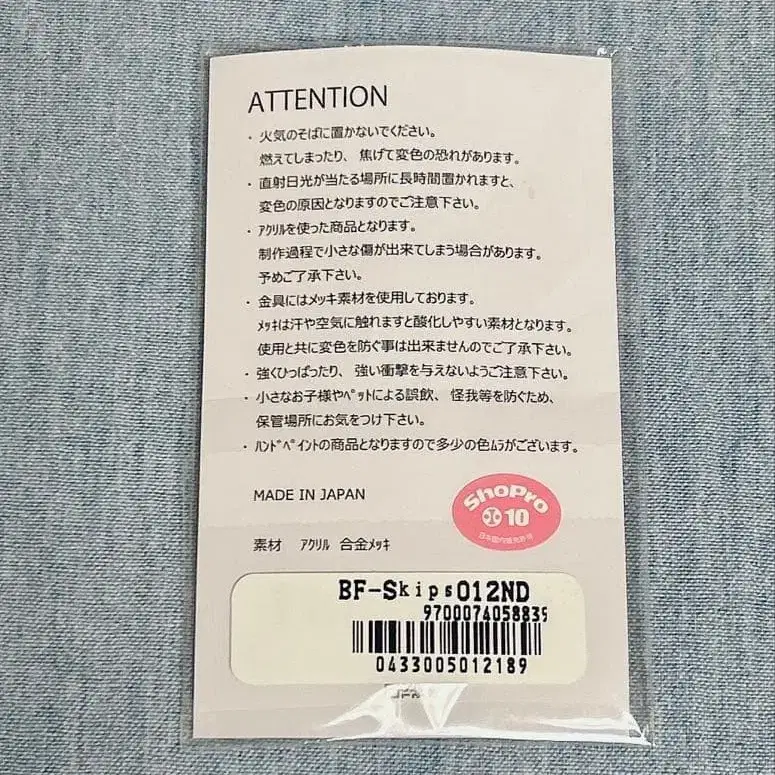 ATTENTION
・火気のそばに置かないでください。
燃えてしまったり、焦げて変色の恐れがあります。
・直射日光が当たる場所に長時間置かれますと、
変色の原因となりますのでご注意下さい。
・ｱｸﾘﾙを使った商品となります。
制作過程で小さな傷が出来てしまう場合があります。
予めご了承下さい。
・金具にはメッキ素材を使用しております。
ﾒｯｷは汗や空気に触れますと酸化しやすい素材となります。
使用と共に変色を防ぐ事は出来ませんのでご了承下さい。
・強くひっぱったり、強い衝撃を与えないようご注意下さい。
・小さなお子様やﾍﾟｯﾄによる誤飲、怪我等を防ぐため、
保管場所にお気をつけ下さい。
・ﾊﾝﾄﾞﾍﾟｲﾝﾄの商品となりますので多少の色ﾑﾗがございます。
MADE IN JAPAN
ShoPro
10
日本国内販売許諾
素材 ｱｸﾘﾙ 合金ﾒｯｷ
BF-Skips012ND
9700074058839
0433005012189